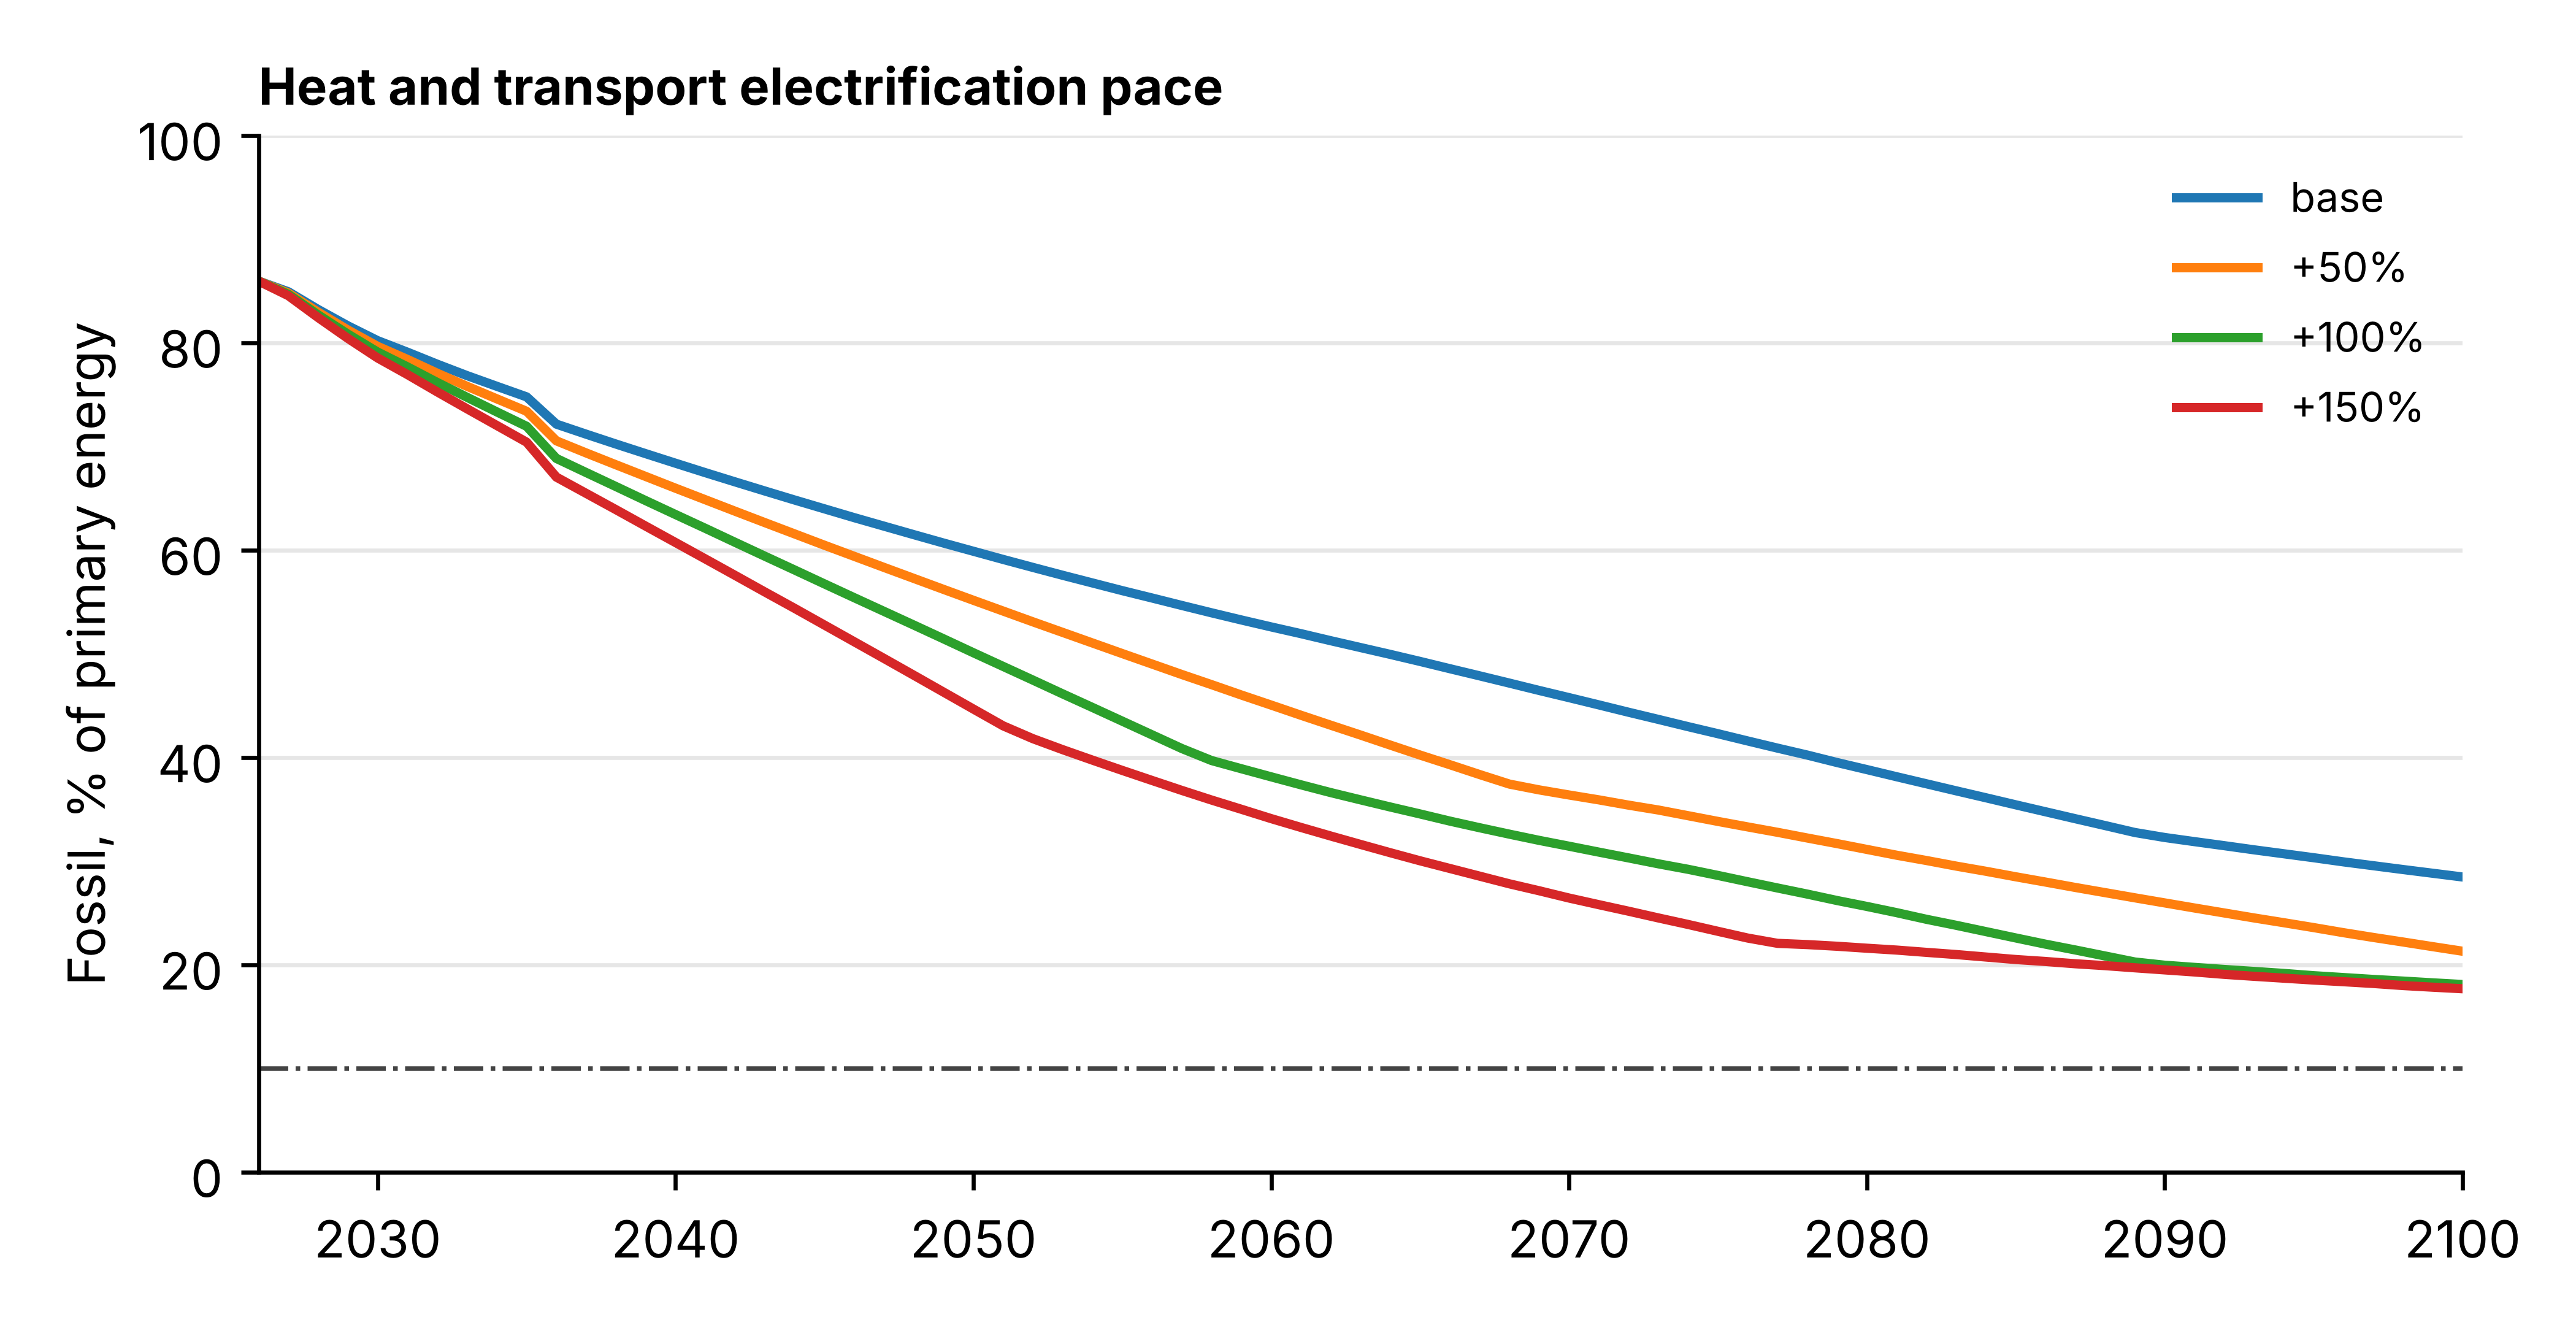 Heat and transport electrification pace
Fossil, % of primary energy
100
80
60
40
20
0
base
+50%
+100%
+150%
2030 2040 2050 2060 2070 2080 2090 2100